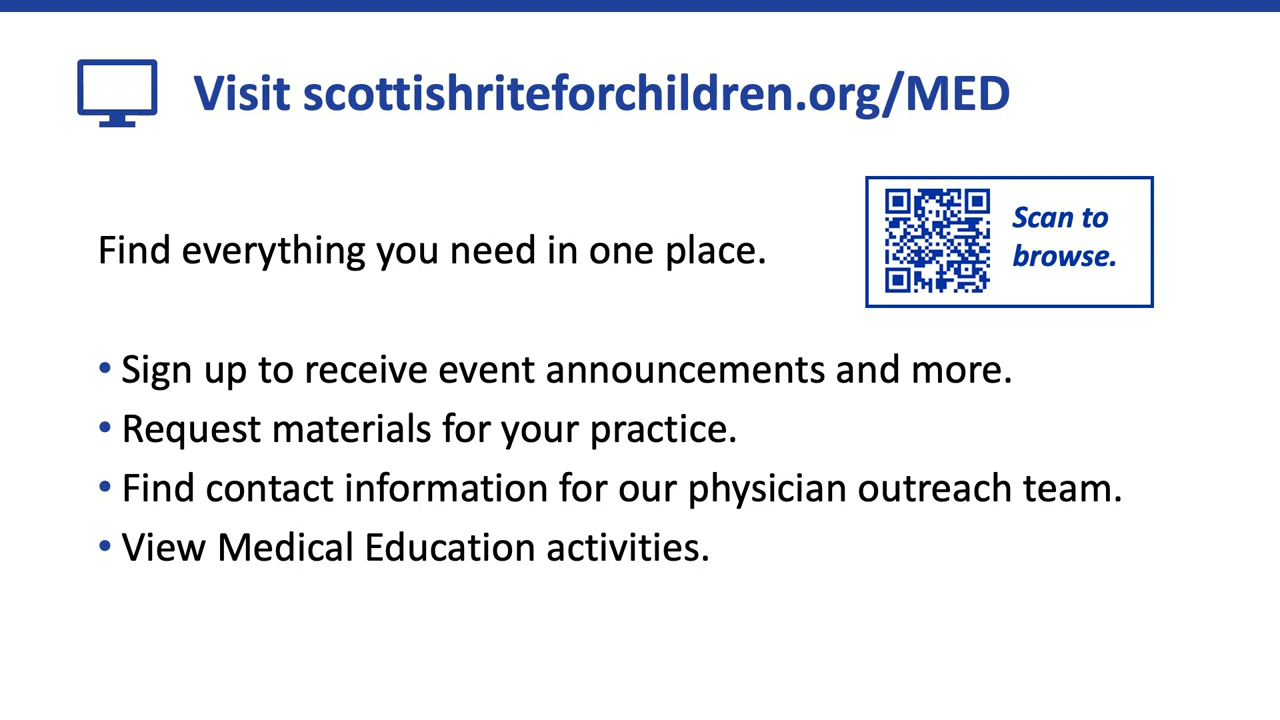 Visit scottishriteforchildren.org/MED
Find everything you need in one place.
Scan to
browse.
• Sign up to receive event announcements and more.
• Request materials for your practice.
• Find contact information for our physician outreach team.
• View Medical Education activities.